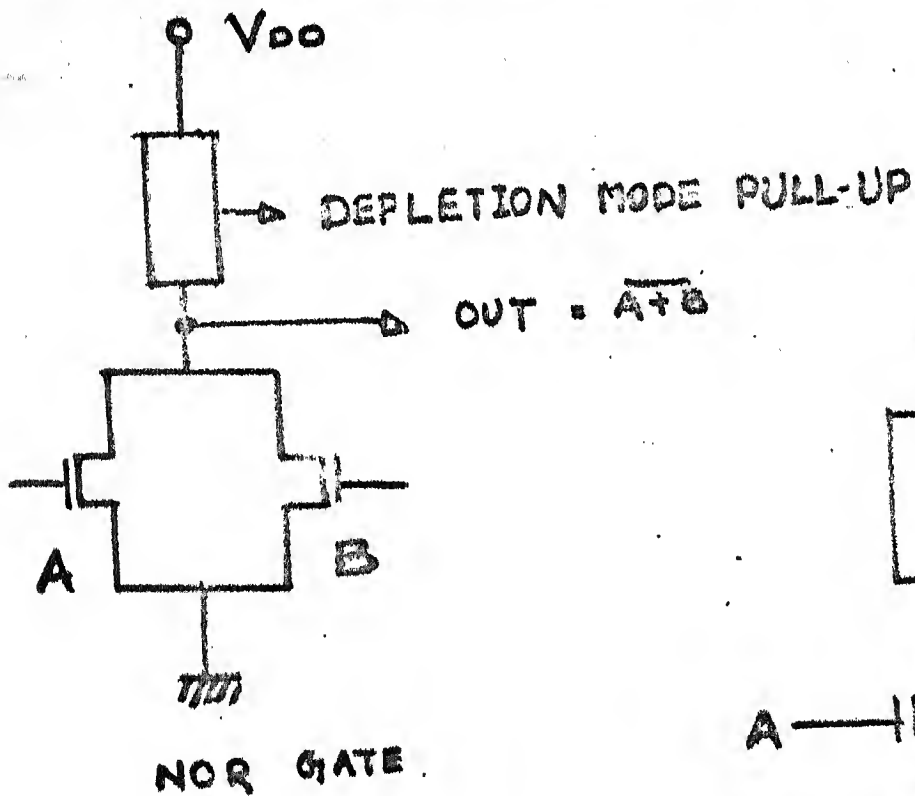 VDD
DEPLETION MODE PULL-UP
OUT = A+B
A
B
A
NOR GATE